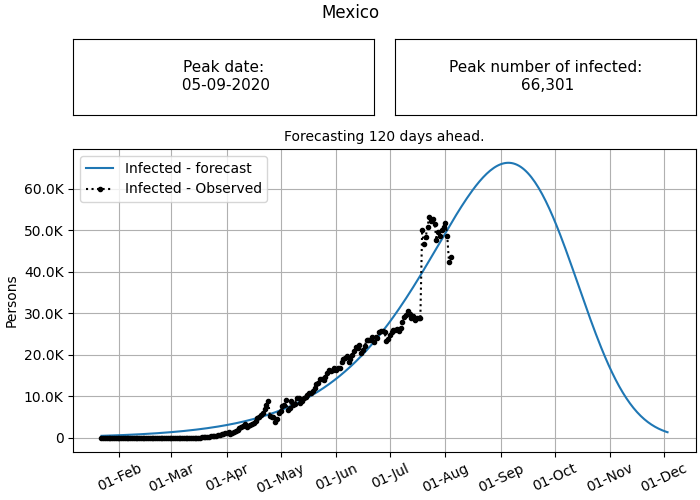 Mexico
Peak date:
05-09-2020
Peak number of infected:
66,301
Forecasting 120 days ahead.
Infected - forecast
Infected - Observed
Persons
60.0K
50.0K
40.0K
30.0K
20.0K
10.0K
0
01-Feb
01-Mar
01-Apr
01-May
01-Jun
01-Jul
01-Aug
01-Sep
01-Oct
01-Nov
01-Dec